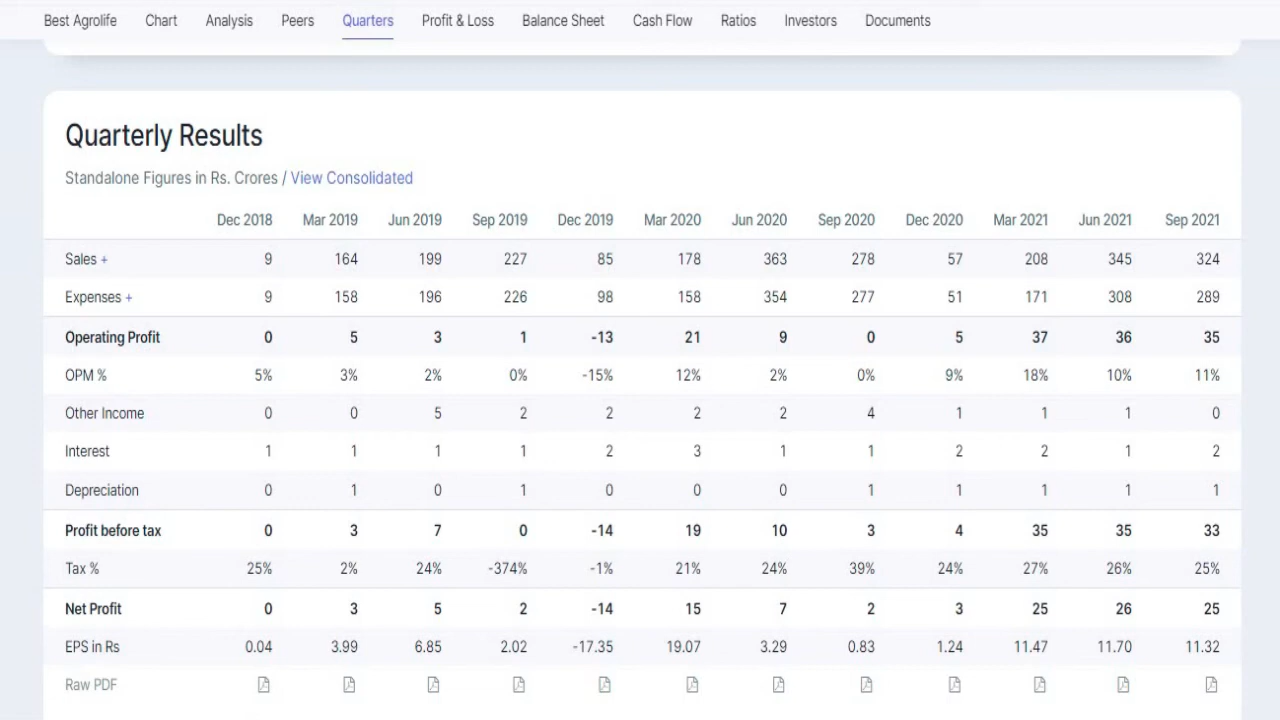 Best Agrolife Chart Analysis Peers Quarters Profit & Loss Balance Sheet Cash Flow Ratios Investors Documents
Quarterly Results
Standalone Figures in Rs. Crores / View Consolidated
Dec 2018 Mar 2019 Jun 2019 Sep 2019 Dec 2019 Mar 2020 Jun 2020 Sep 2020 Dec 2020 Mar 2021 Jun 2021 Sep 2021
Sales + 9 164 199 227 85 178 363 278 57 208 345 324
Expenses + 9 158 196 226 98 158 354 277 51 171 308 289
Operating Profit 0 5 3 1 -13 21 9 0 5 37 36 35
OPM % 5% 3% 2% 0% -15% 12% 2% 0% 9% 18% 10% 11%
Other Income 0 0 5 2 2 2 2 4 1 1 1 0
Interest 1 1 1 1 2 3 1 1 2 2 1 2
Depreciation 0 1 0 1 0 0 0 1 1 1 1 1
Profit before tax 0 3 7 0 -14 19 10 3 4 35 35 33
Tax % 25% 2% 24% -374% -1% 21% 24% 39% 24% 27% 26% 25%
Net Profit 0 3 5 2 -14 15 7 2 3 25 26 25
EPS in Rs 0.04 3.99 6.85 2.02 -17.35 19.07 3.29 0.83 1.24 11.47 11.70 11.32
Raw PDF